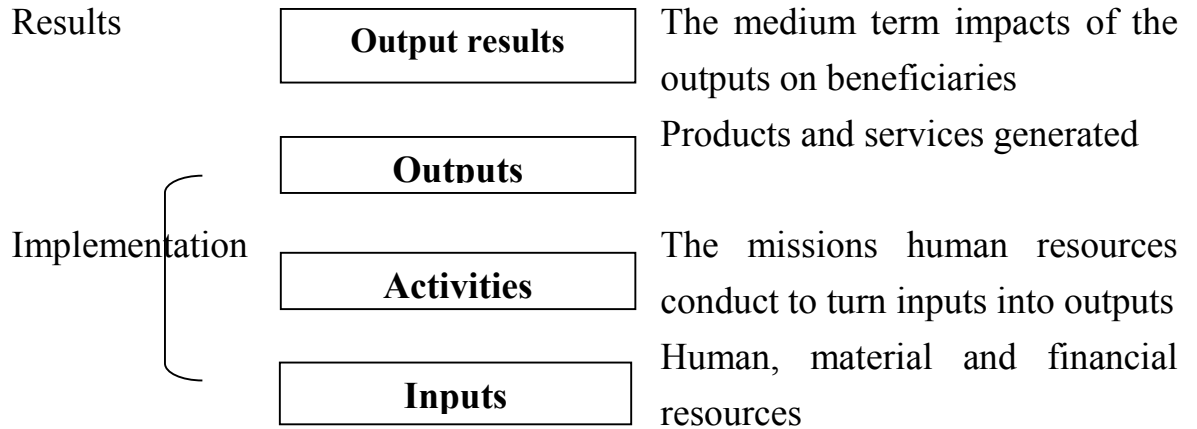 Results
Output results
The medium term impacts of the
outputs on beneficiaries
Outputs
Products and services generated
Implementation
Activities
The missions human resources
conduct to turn inputs into outputs
Inputs
Human, material and financial
resources